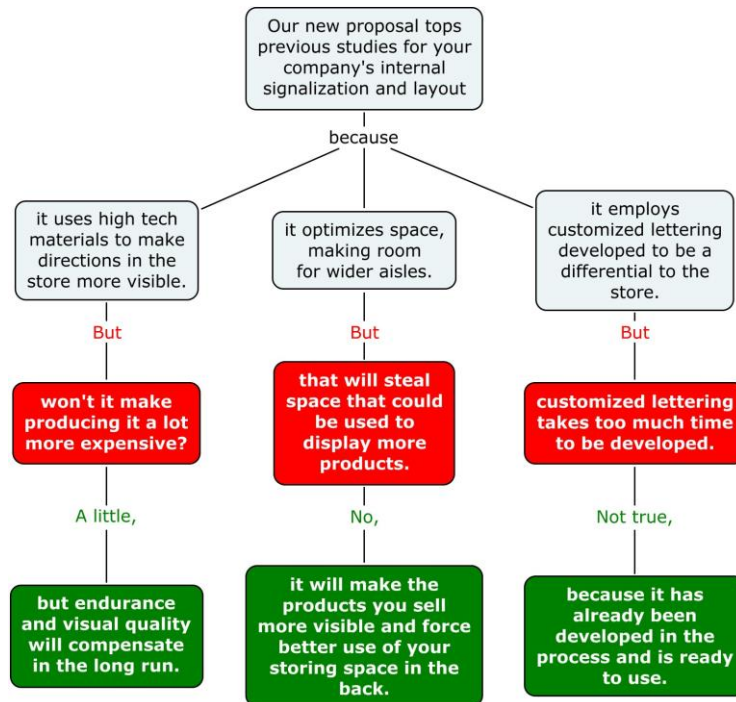 Our new proposal tops
previous studies for your
company's internal
signalization and layout
because
it uses high tech
materials to make
directions in the
store more visible.
But
won't it make
producing it a lot
more expensive?
A little,
but endurance
and visual quality
will compensate
in the long run.
it optimizes space,
making room
for wider aisles.
But
that will steal
space that could
be used to
display more
products.
No,
it will make the
products you sell
more visible and force
better use of your
storing space in the
back.
it employs
customized lettering
developed to be a
differential to the
store.
But
customized lettering
takes too much time
to be developed.
Not true,
because it has
already been
developed in the
process and is ready
to use.